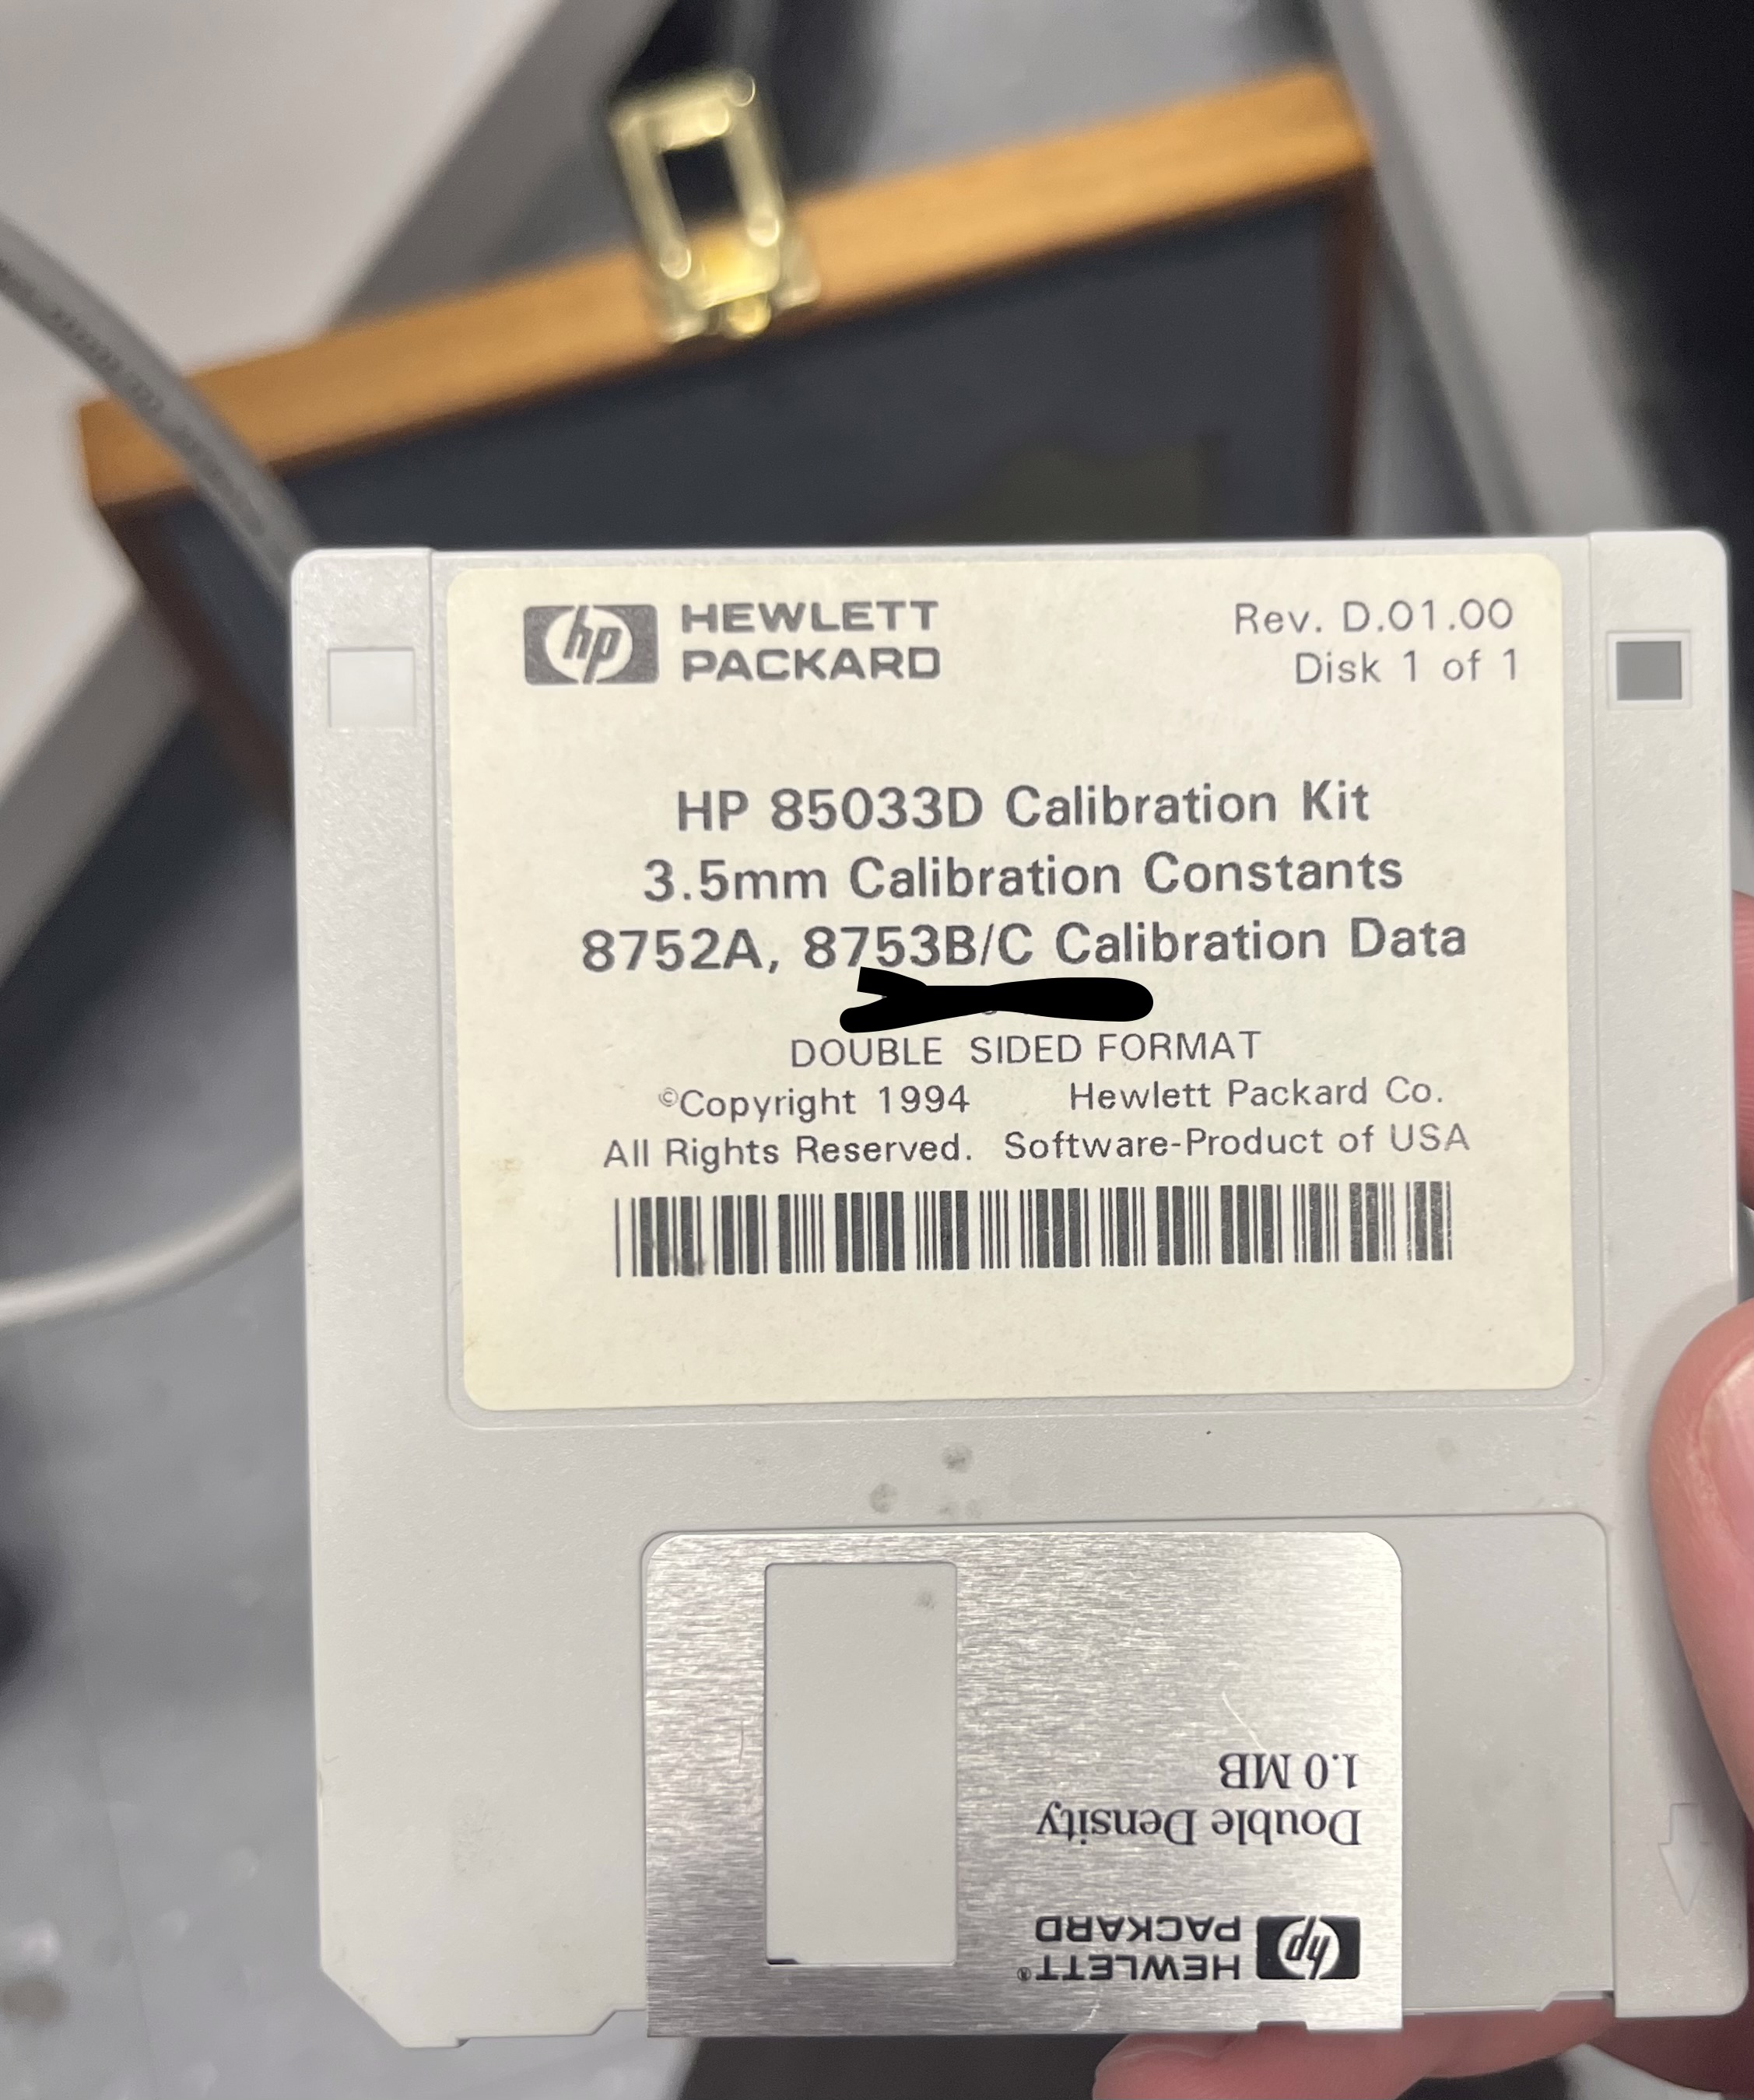 hp HEWLETT
PACKARD
Rev. D.01.00
Disk 1 of 1
HP 85033D Calibration Kit
3.5mm Calibration Constants
8752A, 8753B/C Calibration Data
DOUBLE SIDED FORMAT
©Copyright 1994 Hewlett Packard Co.
All Rights Reserved. Software-Product of USA
hp HEWLETT®
PACKARD
Double Density
1.0 MB